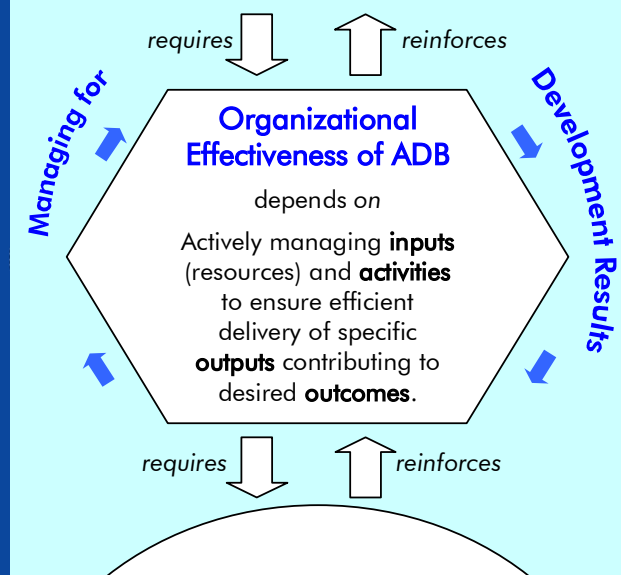 requires
reinforces
Managing for
Development Results
Organizational
Effectiveness of ADB
depends on
Actively managing inputs
(resources) and activities
to ensure efficient
delivery of specific
outputs contributing to
desired outcomes.
requires
reinforces